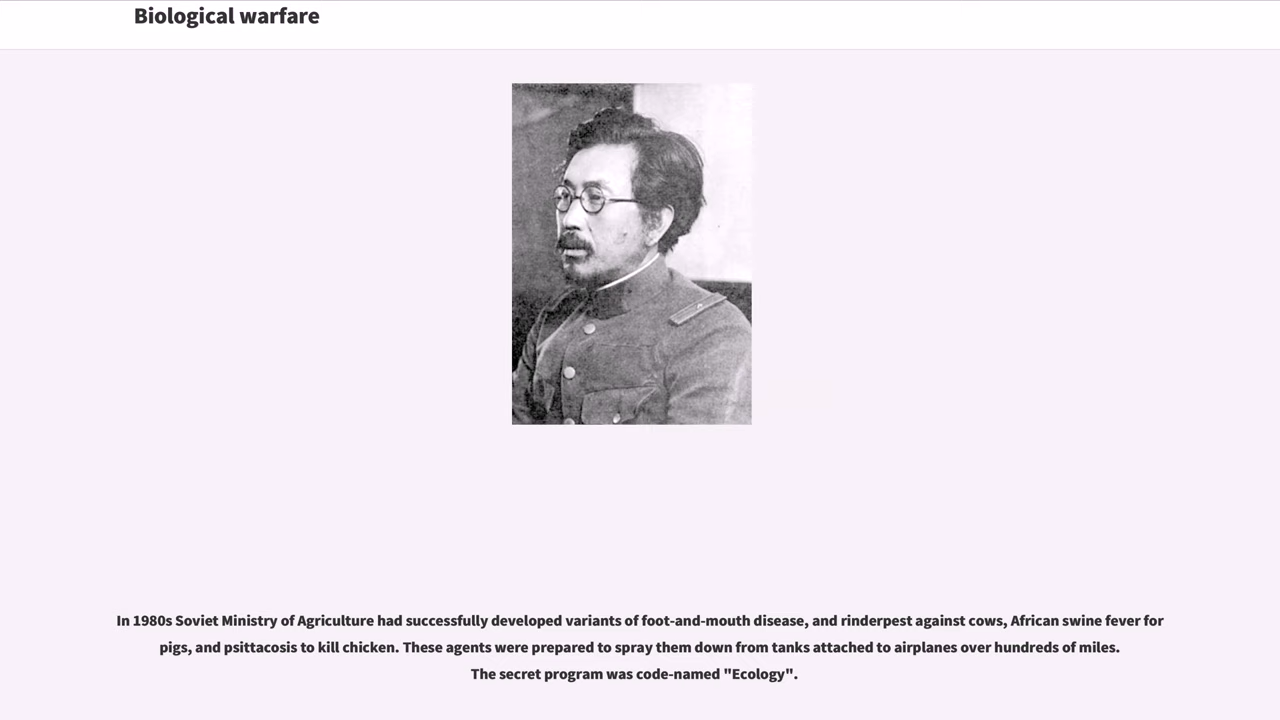 Biological warfare
In 1980s Soviet Ministry of Agriculture had successfully developed variants of foot-and-mouth disease, and rinderpest against cows, African swine fever for
pigs, and psittacosis to kill chicken. These agents were prepared to spray them down from tanks attached to airplanes over hundreds of miles.
The secret program was code-named "Ecology".